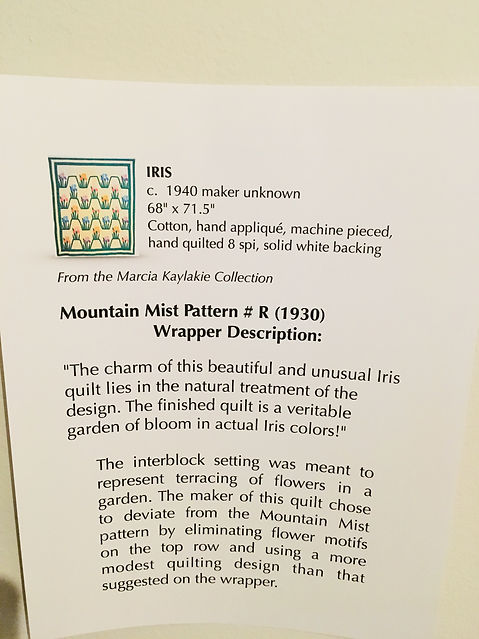 IRIS
c. 1940 maker unknown
68" x 71.5"
Cotton, hand appliqué, machine pieced,
hand quilted 8 spi, solid white backing
From the Marcia Kaylakie Collection
Mountain Mist Pattern # R (1930)
Wrapper Description:
"The charm of this beautiful and unusual Iris
quilt lies in the natural treatment of the
design. The finished quilt is a veritable
garden of bloom in actual Iris colors!"
The interblock setting was meant to
represent terracing of flowers in a
garden. The maker of this quilt chose
to deviate from the Mountain Mist
pattern by eliminating flower motifs
on the top row and using a more
modest quilting design than that
suggested on the wrapper.